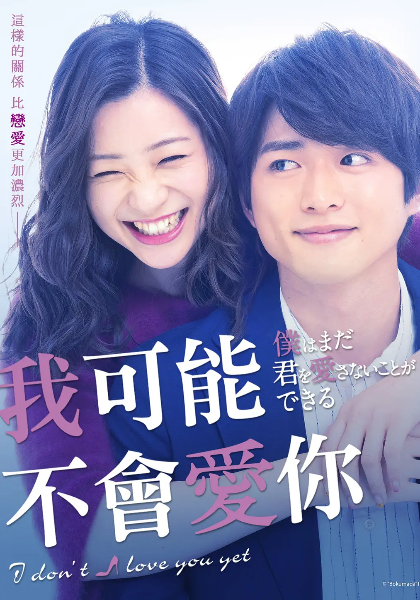 這樣的關係 比戀愛更加濃烈——
我可能
不會愛你
僕はまだ
君を愛さないことが
できる
I don't love you yet